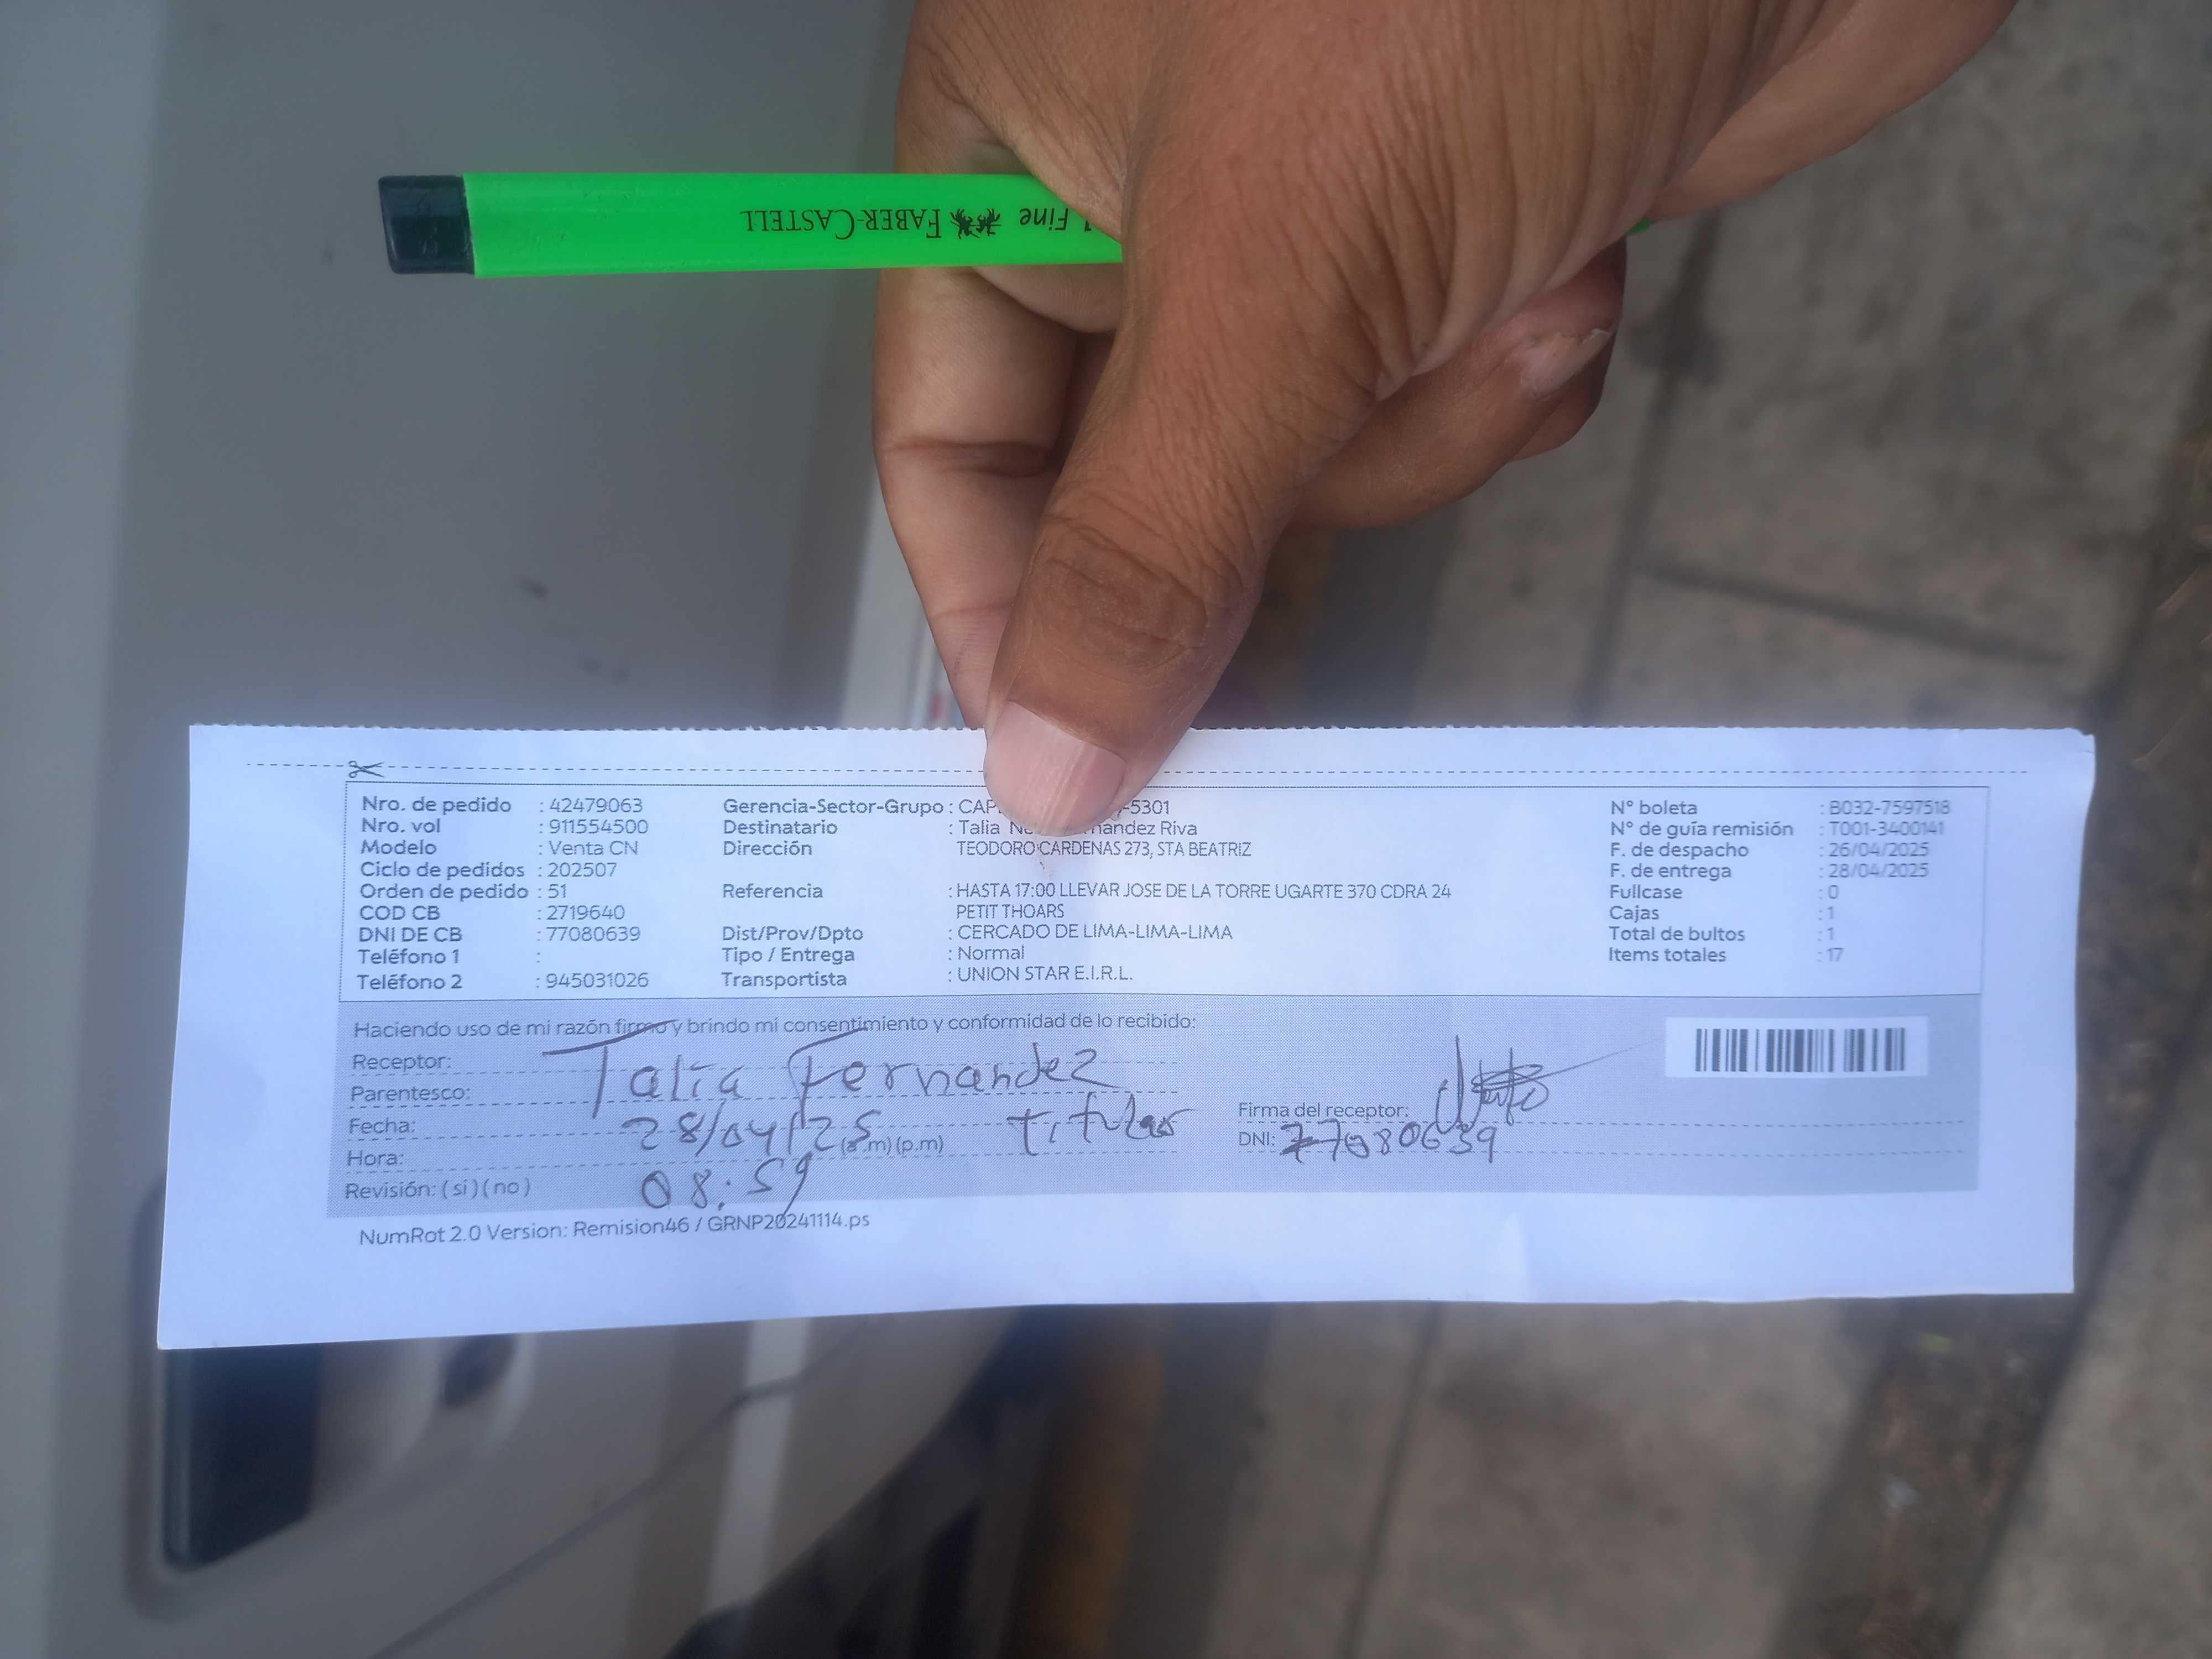 Fine FABER-CASTELL
Nro. de pedido : 42479063
Nro. vol : 911554500
Modelo : Venta CN
Ciclo de pedidos : 202507
Orden de pedido : 51
COD CB : 2719640
DNI DE CB : 77080639
Teléfono 1 :
Teléfono 2 : 945031026
Gerencia-Sector-Grupo : CAP -5301
Destinatario : Talia Riva
Dirección TEODORO CARDENAS 273, STA BEATRIZ
Referencia : HASTA 17:00 LLEVAR JOSE DE LA TORRE UGARTE 370 CDRA 24
PETIT THOARS
Dist/Prov/Dpto : CERCADO DE LIMA-LIMA-LIMA
Tipo / Entrega : Normal
Transportista : UNION STAR E.I.R.L.
N° boleta : B032-7597518
N° de guía remisión : T001-3400141
F. de despacho : 26/04/2025
F. de entrega : 28/04/2025
Fullcase : 0
Cajas : 1
Total de bultos : 1
Items totales : 17
Haciendo uso de mi razón firmo y brindo mi consentimiento y conformidad de lo recibido:
Receptor: Talia Fernandez
Parentesco: titular
Fecha: 28/04/25
Hora: 08:59 (a.m) (p.m)
Revisión: ( si ) ( no )
Firma del receptor:
DNI: 77080639
NumRot 2.0 Version: Remision46 / GRNP20241114.ps